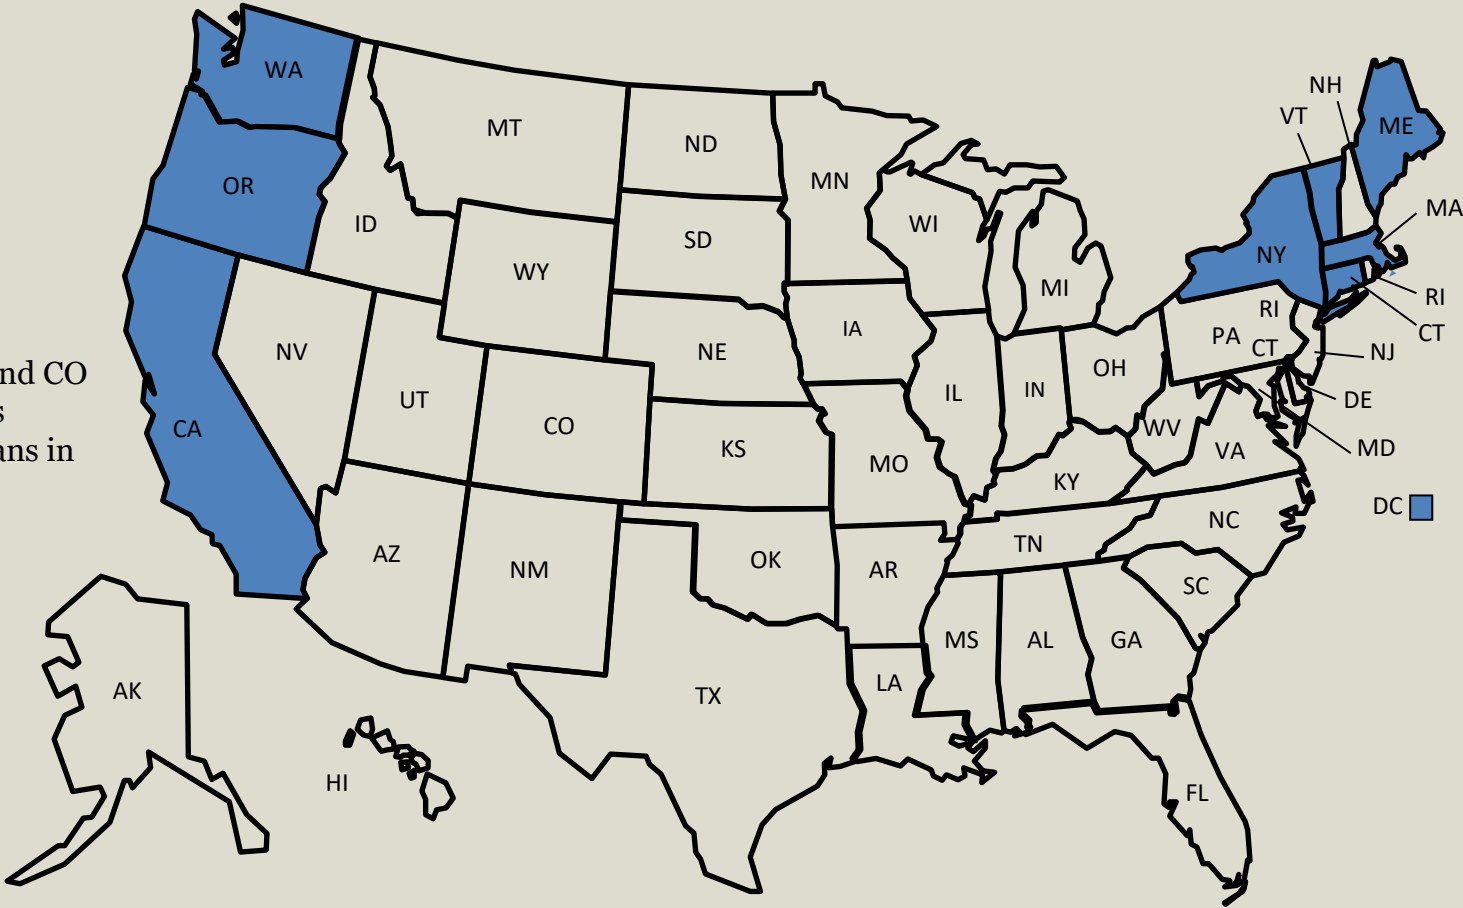 WA
MT
ND
MN
OR
ID
SD
WI
WY
MI
NH
VT
ME
MA
NY
RI
RI
CT
PA
CT
NJ
DE
MD
DC
IA
NE
NV
UT
CO
IL
IN
OH
WV
VA
nd CO
s
ans in
CA
KS
MO
KY
NC
TN
AZ
NM
OK
AR
SC
MS
AL
GA
LA
TX
AK
HI
FL